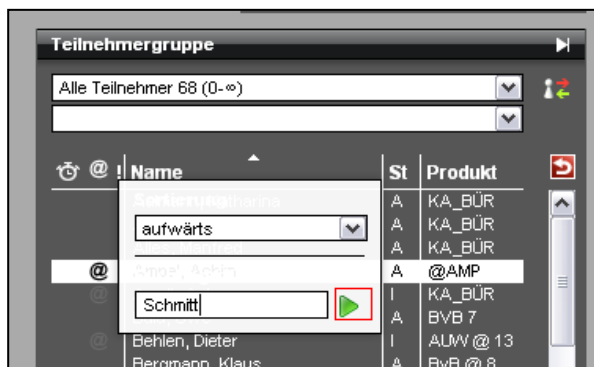 Teilnehmergruppe
Alle Teilnehmer 68 (0-∞)
@ ! Name St Produkt
Sortierung A KA_BÜR
aufwärts A KA_BÜR
A KA_BÜR
@ A @AMP
@ I KA_BÜR
Schmitt A BVB 7
@ Behlen, Dieter I AUW @ 13
Bergmann, Klaus A BvB @ 8